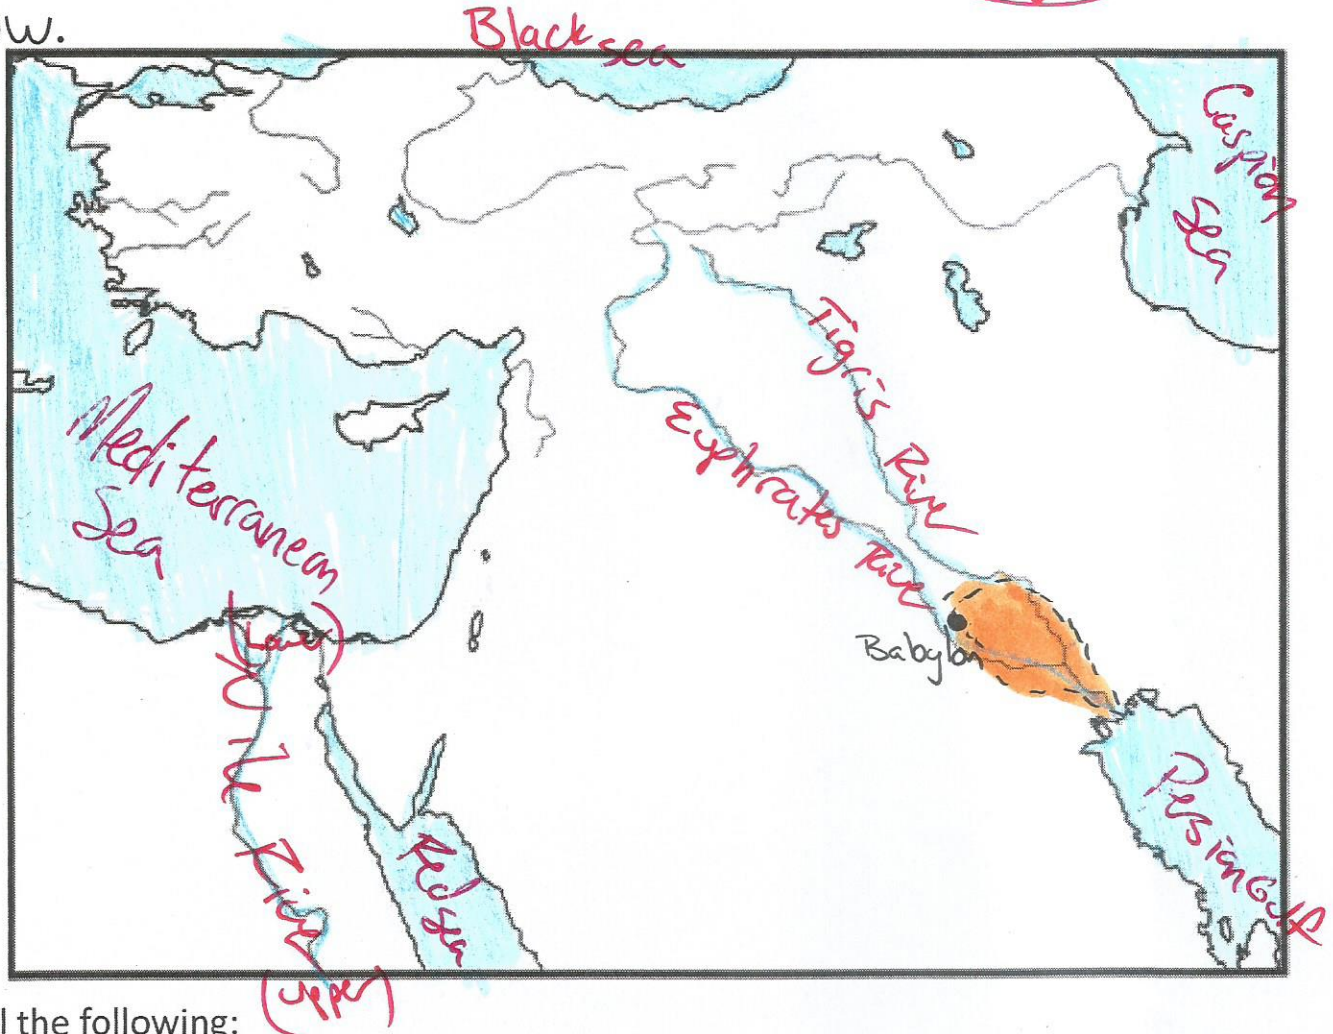 w.
Black sea
Caspian
Sea
Tigris
River
Mediterranean
Sea
Euphrates River
(Lower)
Babylon
Nile River
Red sea
Persian Gulf
(upper)
l the following: